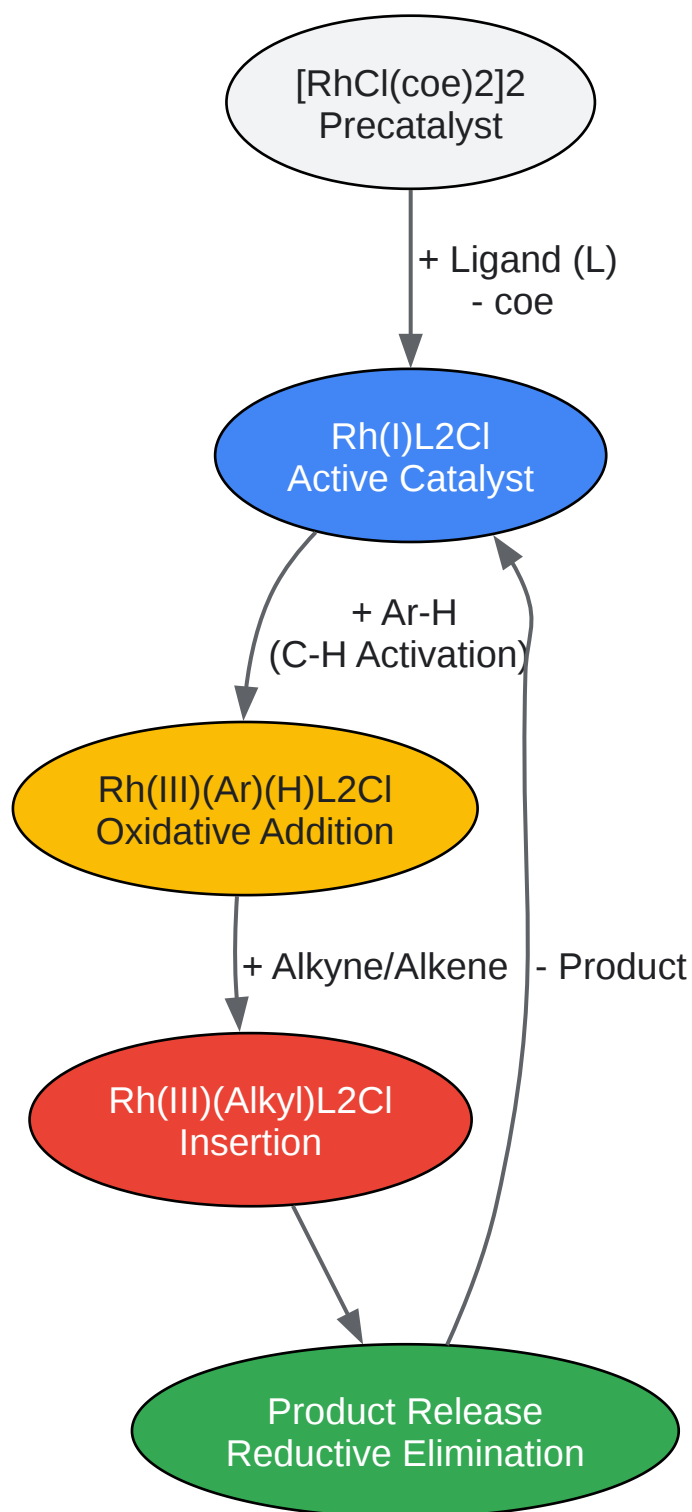 [RhCl(coe)2]2
Precatalyst
+ Ligand (L)
- coe
Rh(I)L2Cl
Active Catalyst
+ Ar-H
(C-H Activation)
Rh(III)(Ar)(H)L2Cl
Oxidative Addition
+ Alkyne/Alkene
- Product
Rh(III)(Alkyl)L2Cl
Insertion
Product Release
Reductive Elimination